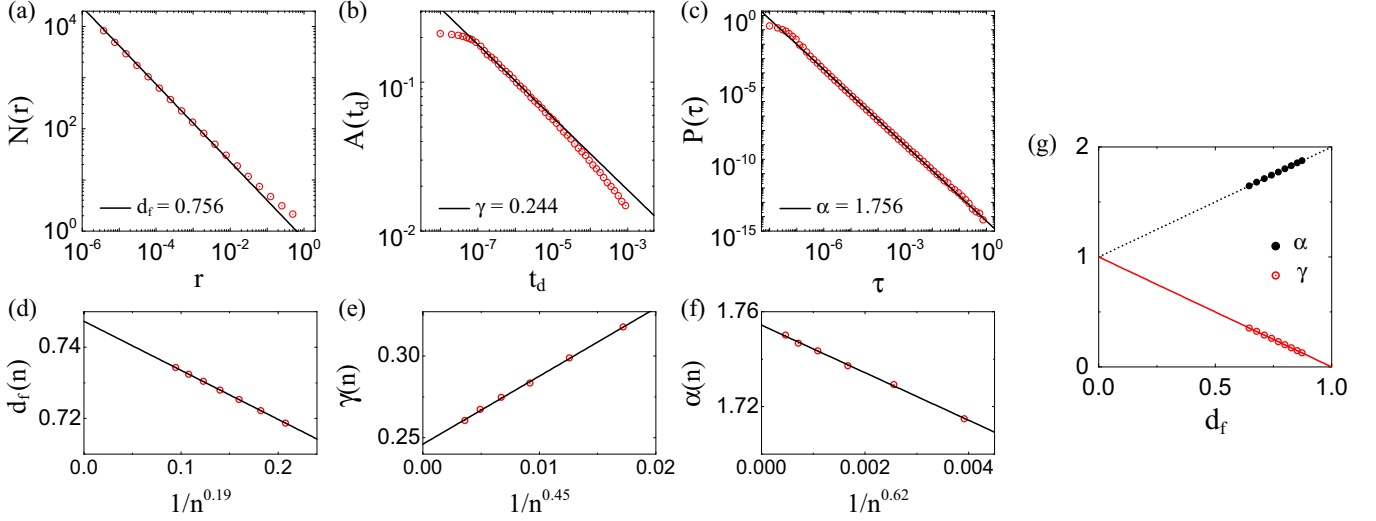 (a)
N(r)
10^4
10^2
10^0
d_f = 0.756
10^-6
10^-4
10^-2
10^0
r
(b)
A(t_d)
10^-1
10^-2
γ = 0.244
10^-7
10^-5
10^-3
t_d
(c)
P(τ)
10^0
10^-5
10^-10
10^-15
α = 1.756
10^-6
10^-3
10^0
τ
(d)
d_f(n)
0.74
0.72
0.0
0.1
0.2
1/n^0.19
(e)
γ(n)
0.30
0.25
0.00
0.01
0.02
1/n^0.45
(f)
α(n)
1.76
1.72
0.000
0.002
0.004
1/n^0.62
(g)
2
1
0
α
γ
0.0
0.5
1.0
d_f